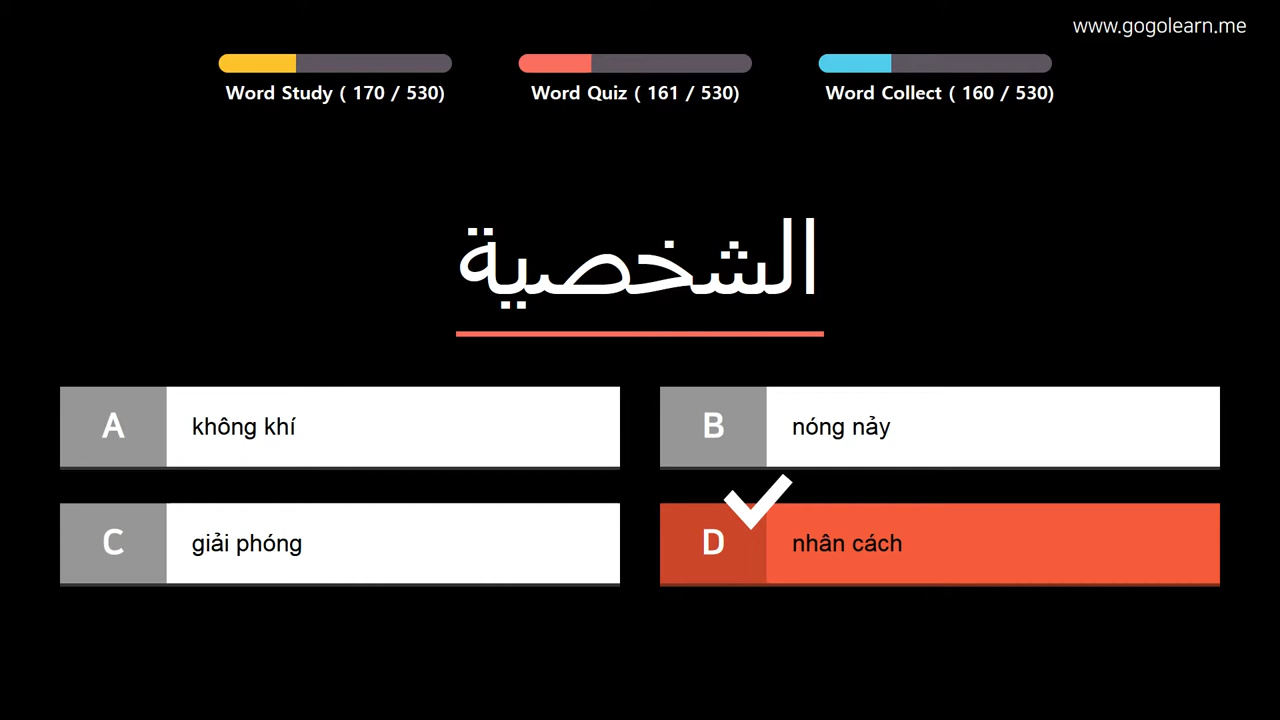 www.gogolearn.me
Word Study ( 170 / 530)
Word Quiz ( 161 / 530)
Word Collect ( 160 / 530)
الشخصية
A
không khí
B
nóng nảy
C
giải phóng
D
nhân cách